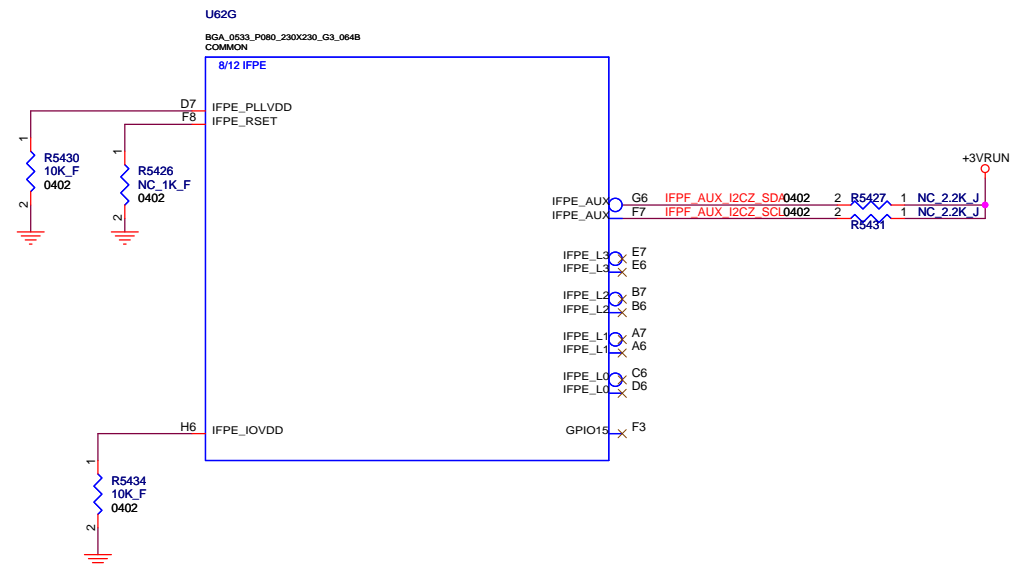 U62G
BGA_0533_P080_230X230_G3_064B
COMMON
8/12 IFPE
D7 IFPE_PLLVDD
F8 IFPE_RSET
1
R5430
10K_F
0402
2
1
R5426
NC_1K_F
0402
2
+3VRUN
IFPE_AUX G6 IFPF_AUX_I2CZ_SDA 0402 2 R5427 1 NC_2.2K_J
IFPE_AUX F7 IFPF_AUX_I2CZ_SCL 0402 2 R5431 1 NC_2.2K_J
IFPE_L3 E7
IFPE_L3 E6
IFPE_L2 B7
IFPE_L2 B6
IFPE_L1 A7
IFPE_L1 A6
IFPE_L0 C6
IFPE_L0 D6
GPIO15 F3
H6 IFPE_IOVDD
1
R5434
10K_F
0402
2